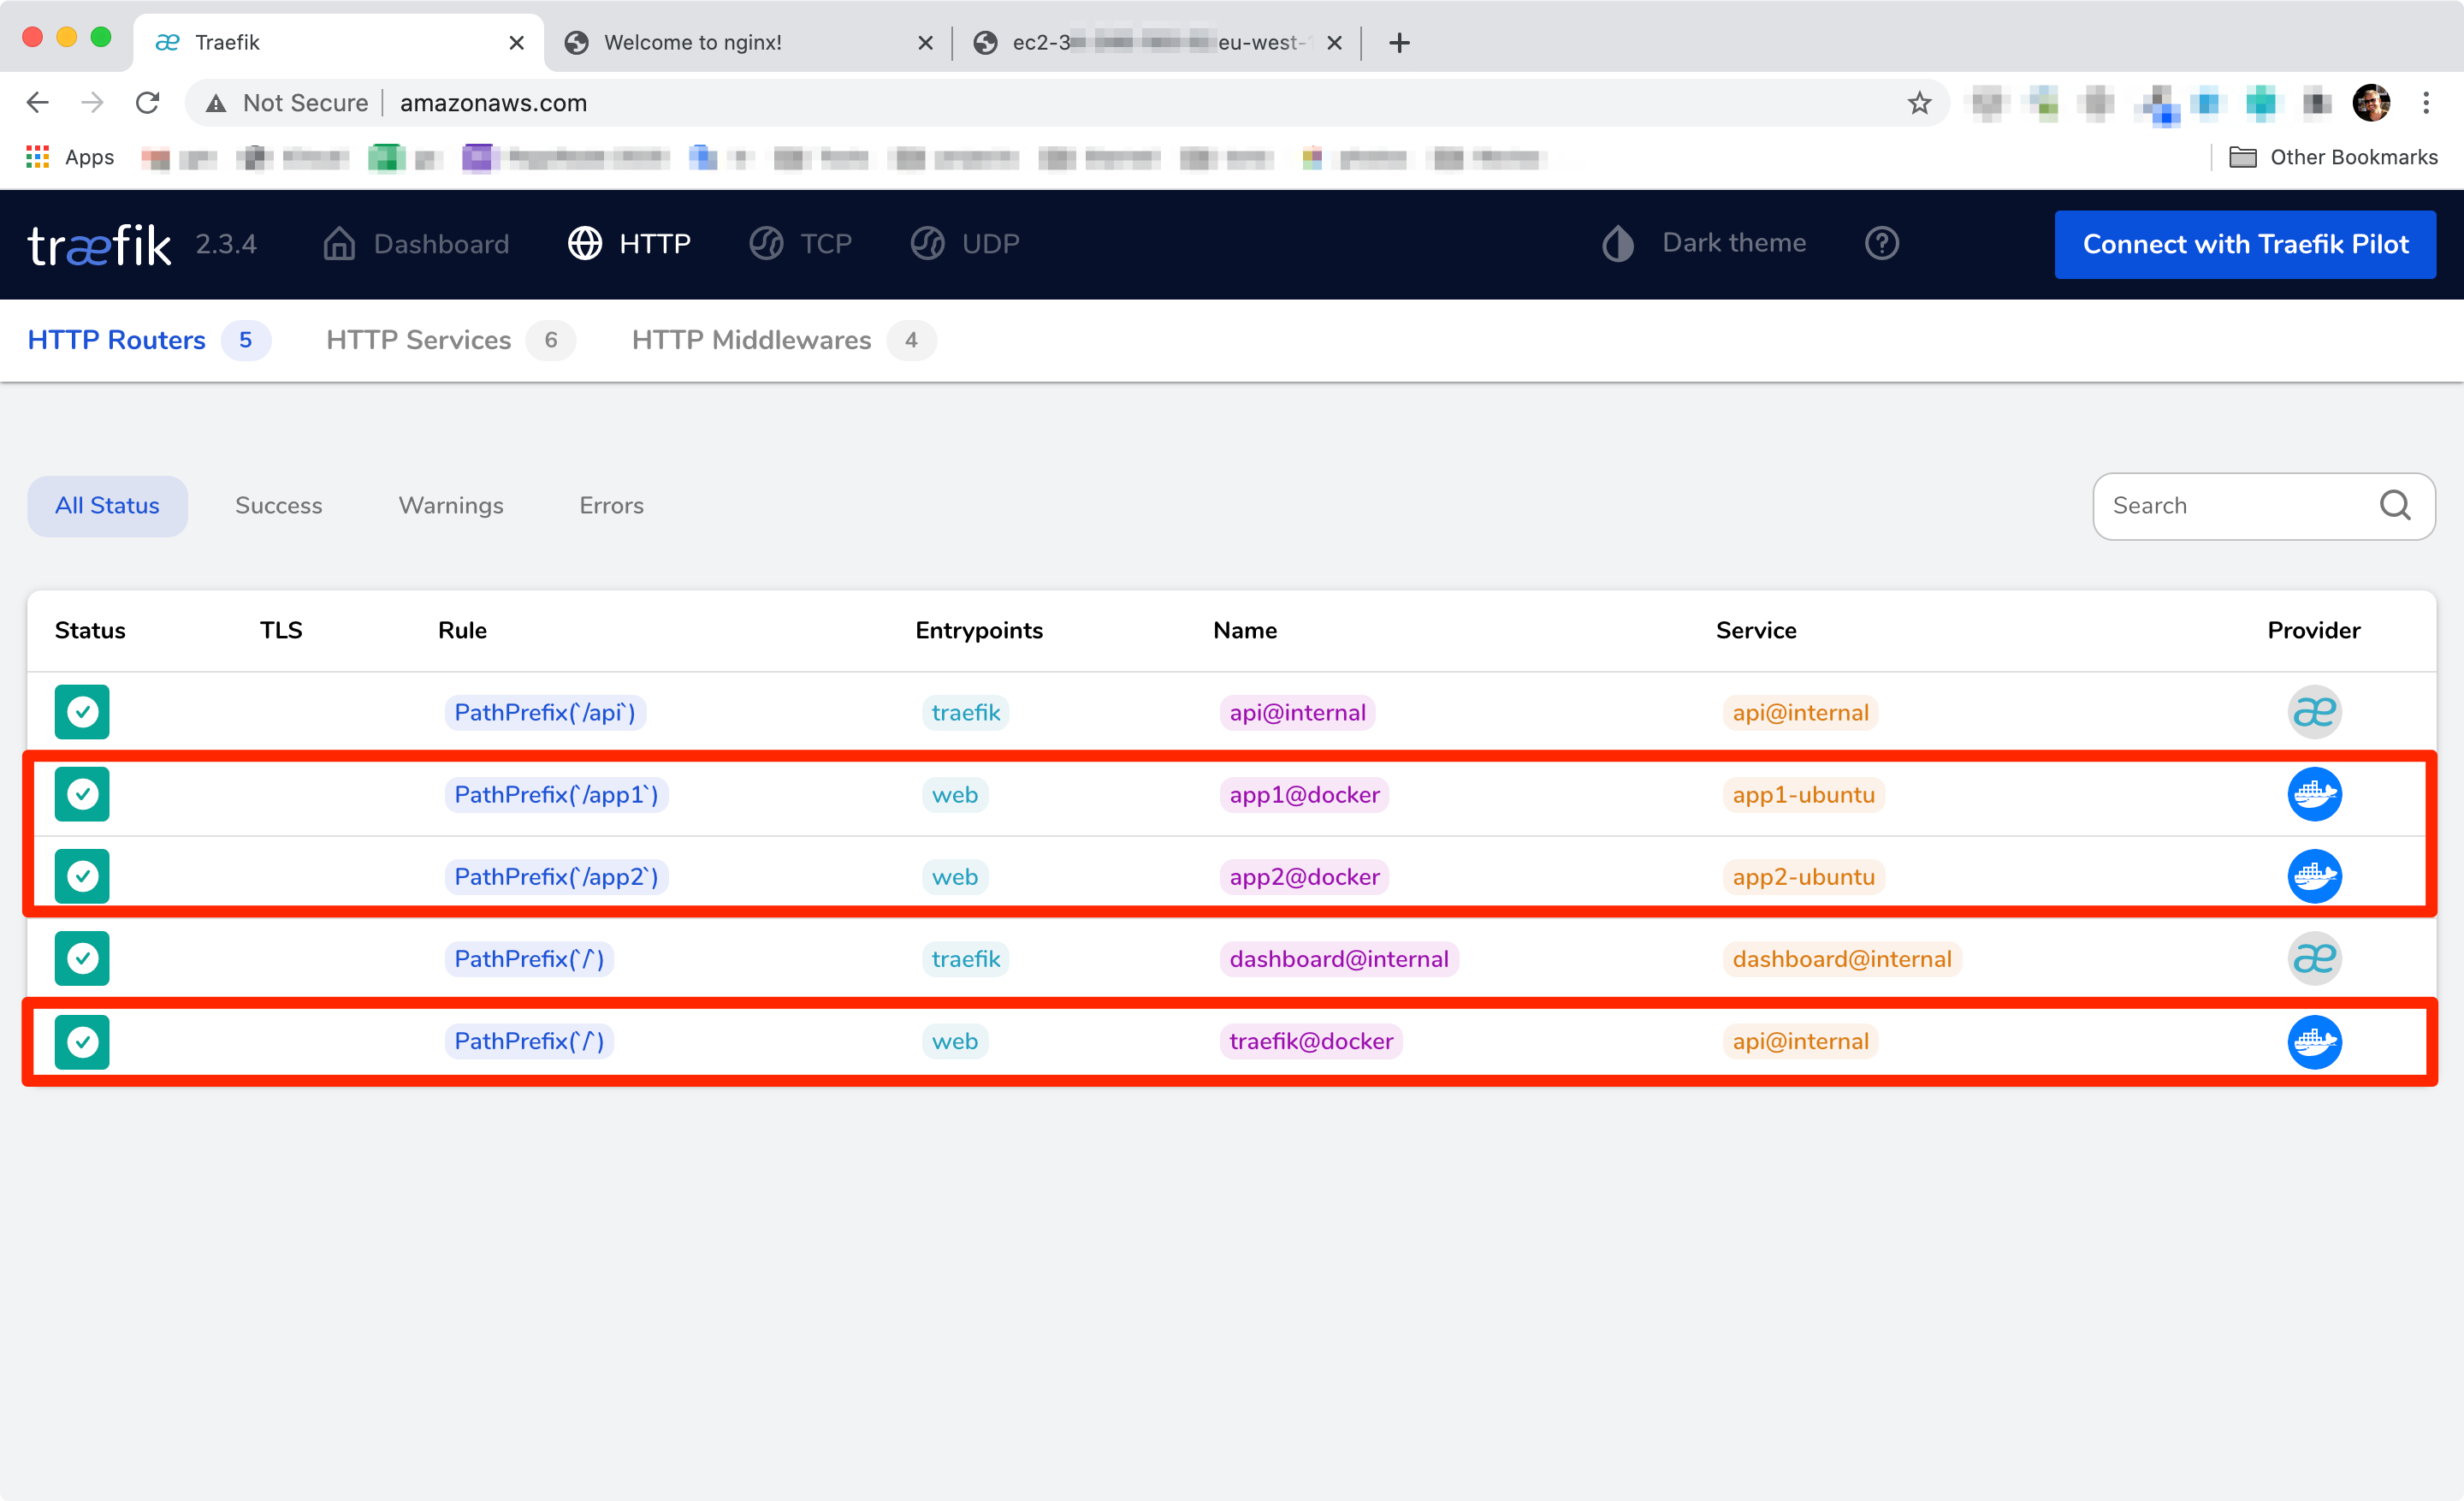 Traefik
Welcome to nginx!
ec2-3
eu-west-
Not Secure
amazonaws.com
Apps
Other Bookmarks
træfik 2.3.4 Dashboard HTTP TCP UDP Dark theme Connect with Traefik Pilot
HTTP Routers 5 HTTP Services 6 HTTP Middlewares 4
All Status Success Warnings Errors Search
Status TLS Rule Entrypoints Name Service Provider
PathPrefix(`/api`) traefik api@internal api@internal
PathPrefix(`/app1`) web app1@docker app1-ubuntu
PathPrefix(`/app2`) web app2@docker app2-ubuntu
PathPrefix(`/`) traefik dashboard@internal dashboard@internal
PathPrefix(`/`) web traefik@docker api@internal